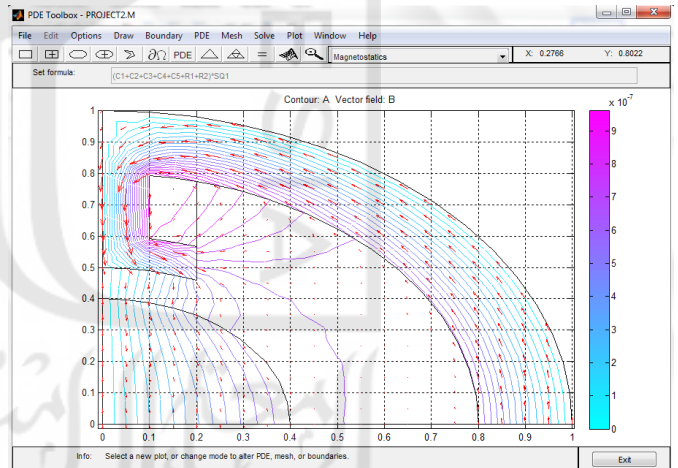 PDE Toolbox - PROJECT2.M
File Edit Options Draw Boundary PDE Mesh Solve Plot Window Help
PDE = Magnetostatics X: 0.2766 Y: 0.8022
Set formula: (C1+C2+C3+C4+C5+R1+R2)*SQ1
Contour: A Vector field: B
x 10^-7
1
0.9
0.8
0.7
0.6
0.5
0.4
0.3
0.2
0.1
0
0 0.1 0.2 0.3 0.4 0.5 0.6 0.7 0.8 0.9 1
9
8
7
6
5
4
3
2
1
0
Info: Select a new plot, or change mode to alter PDE, mesh, or boundaries.
Exit